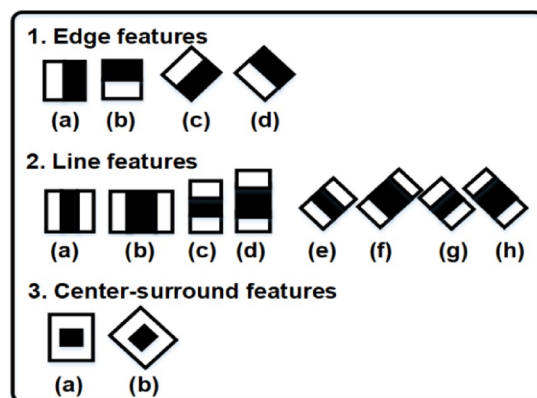 1. Edge features
(a) (b) (c) (d)
2. Line features
(a) (b) (c) (d) (e) (f) (g) (h)
3. Center-surround features
(a) (b)